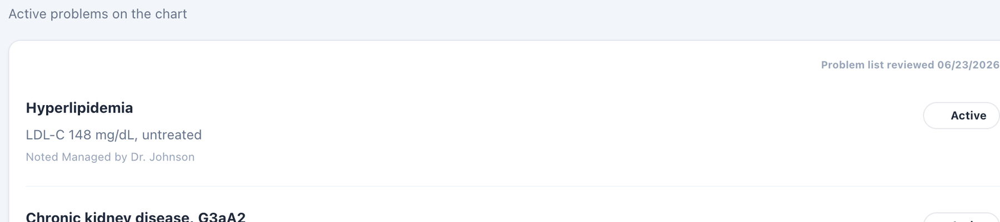 Active problems on the chart
Problem list reviewed 06/23/2026
Hyperlipidemia
Active
LDL-C 148 mg/dL, untreated
Noted Managed by Dr. Johnson
Chronic kidney disease, G3aA2